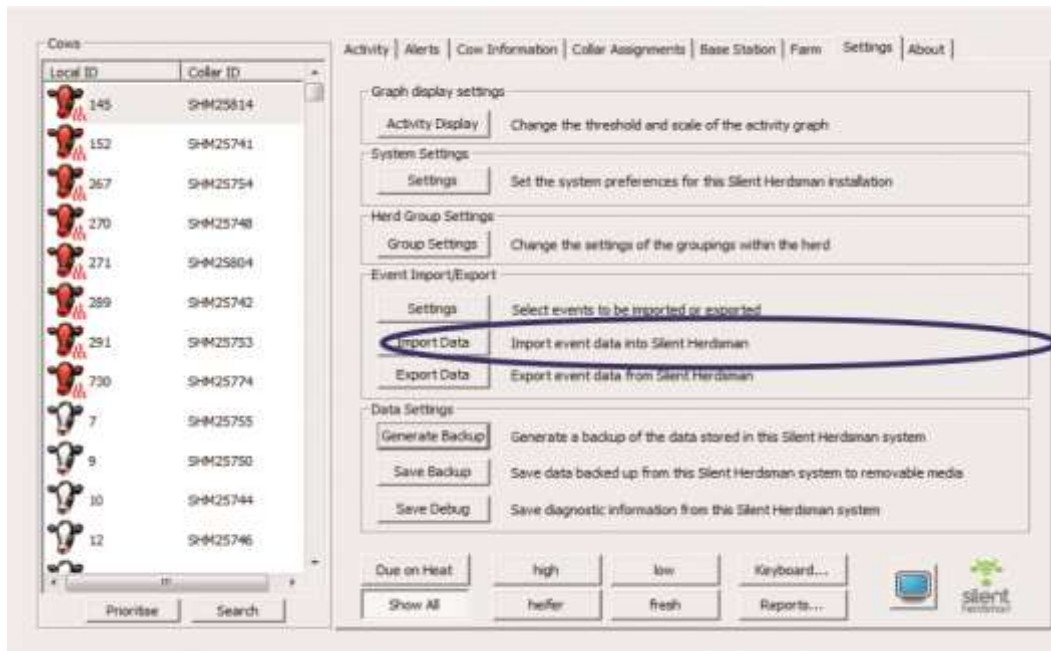 Cows
Local ID Collar ID
145 SHM25814
152 SHM25741
267 SHM25754
270 SHM25748
271 SHM25804
289 SHM25742
291 SHM25753
730 SHM25774
7 SHM25755
9 SHM25750
10 SHM25744
12 SHM25746
Prioritise Search
Activity Alerts Cow Information Collar Assignments Base Station Farm Settings About
Graph display settings
Activity Display Change the threshold and scale of the activity graph
System Settings
Settings Set the system preferences for this Silent Herdsman installation
Herd Group Settings
Group Settings Change the settings of the groupings within the herd
Event Import/Export
Settings Select events to be imported or exported
Import Data Import event data into Silent Herdsman
Export Data Export event data from Silent Herdsman
Data Settings
Generate Backup Generate a backup of the data stored in this Silent Herdsman system
Save Backup Save data backed up from this Silent Herdsman system to removable media
Save Debug Save diagnostic information from this Silent Herdsman system
Due on Heat high low Keyboard...
Show All heifer fresh Reports...
silent
herdsman